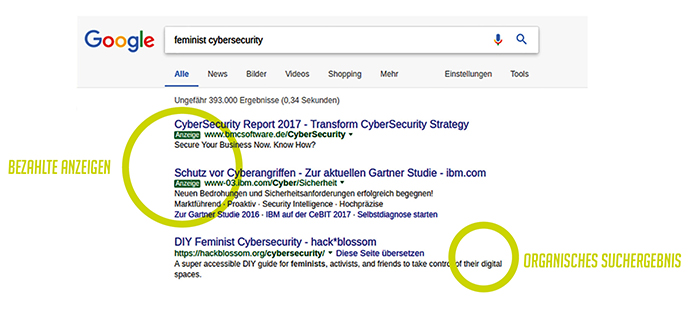 Google
feminist cybersecurity
Alle News Bilder Videos Shopping Mehr Einstellungen Tools
Ungefähr 393.000 Ergebnisse (0,34 Sekunden)
CyberSecurity Report 2017 - Transform CyberSecurity Strategy
Anzeige www.bmcsoftware.de/CyberSecurity
Secure Your Business Now. Know How?
BEZAHLTE ANZEIGEN
Schutz vor Cyberangriffen - Zur aktuellen Gartner Studie - ibm.com
Anzeige www-03.ibm.com/Cyber/Sicherheit
Neuen Bedrohungen und Sicherheitsanforderungen erfolgreich begegnen!
Marktführend · Proaktiv · Security Intelligence · Hochpräzise
Zur Gartner Studie 2016 · IBM auf der CeBIT 2017 · Selbstdiagnose starten
DIY Feminist Cybersecurity - hack*blossom
https://hackblossom.org/cybersecurity/ Diese Seite übersetzen
A super accessible DIY guide for feminists, activists, and friends to take control of their digital
spaces.
ORGANISCHES SUCHERGEBNIS